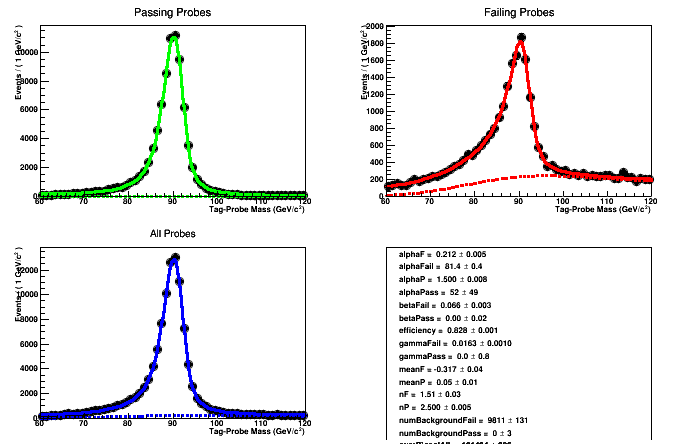 Passing Probes
Events / ( 1 GeV/c² )
10000
8000
6000
4000
2000
0
60 70 80 90 100 110 120
Tag-Probe Mass (GeV/c²)
Failing Probes
Events / ( 1 GeV/c² )
2000
1800
1600
1400
1200
1000
800
600
400
200
0
60 70 80 90 100 110 120
Tag-Probe Mass (GeV/c²)
All Probes
Events / ( 1 GeV/c² )
12000
10000
8000
6000
4000
2000
0
60 70 80 90 100 110 120
Tag-Probe Mass (GeV/c²)
alphaF = 0.212 ± 0.005
alphaFail = 81.4 ± 0.4
alphaP = 1.500 ± 0.008
alphaPass = 52 ± 49
betaFail = 0.066 ± 0.003
betaPass = 0.00 ± 0.02
efficiency = 0.828 ± 0.001
gammaFail = 0.0163 ± 0.0010
gammaPass = 0.0 ± 0.8
meanF = -0.317 ± 0.04
meanP = 0.05 ± 0.01
nF = 1.51 ± 0.03
nP = 2.500 ± 0.005
numBackgroundFail = 9811 ± 131
numBackgroundPass = 0 ± 3